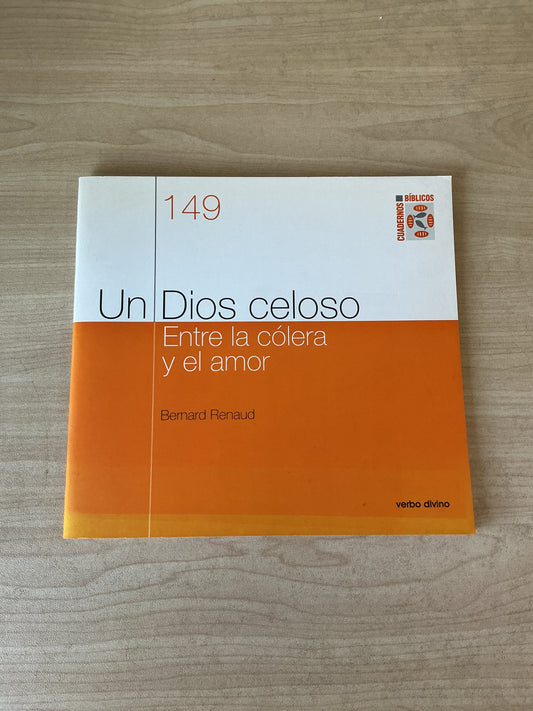 149
CUADERNOS
BÍBLICOS
Un Dios celoso
Entre la cólera
y el amor
Bernard Renaud
verbo divino